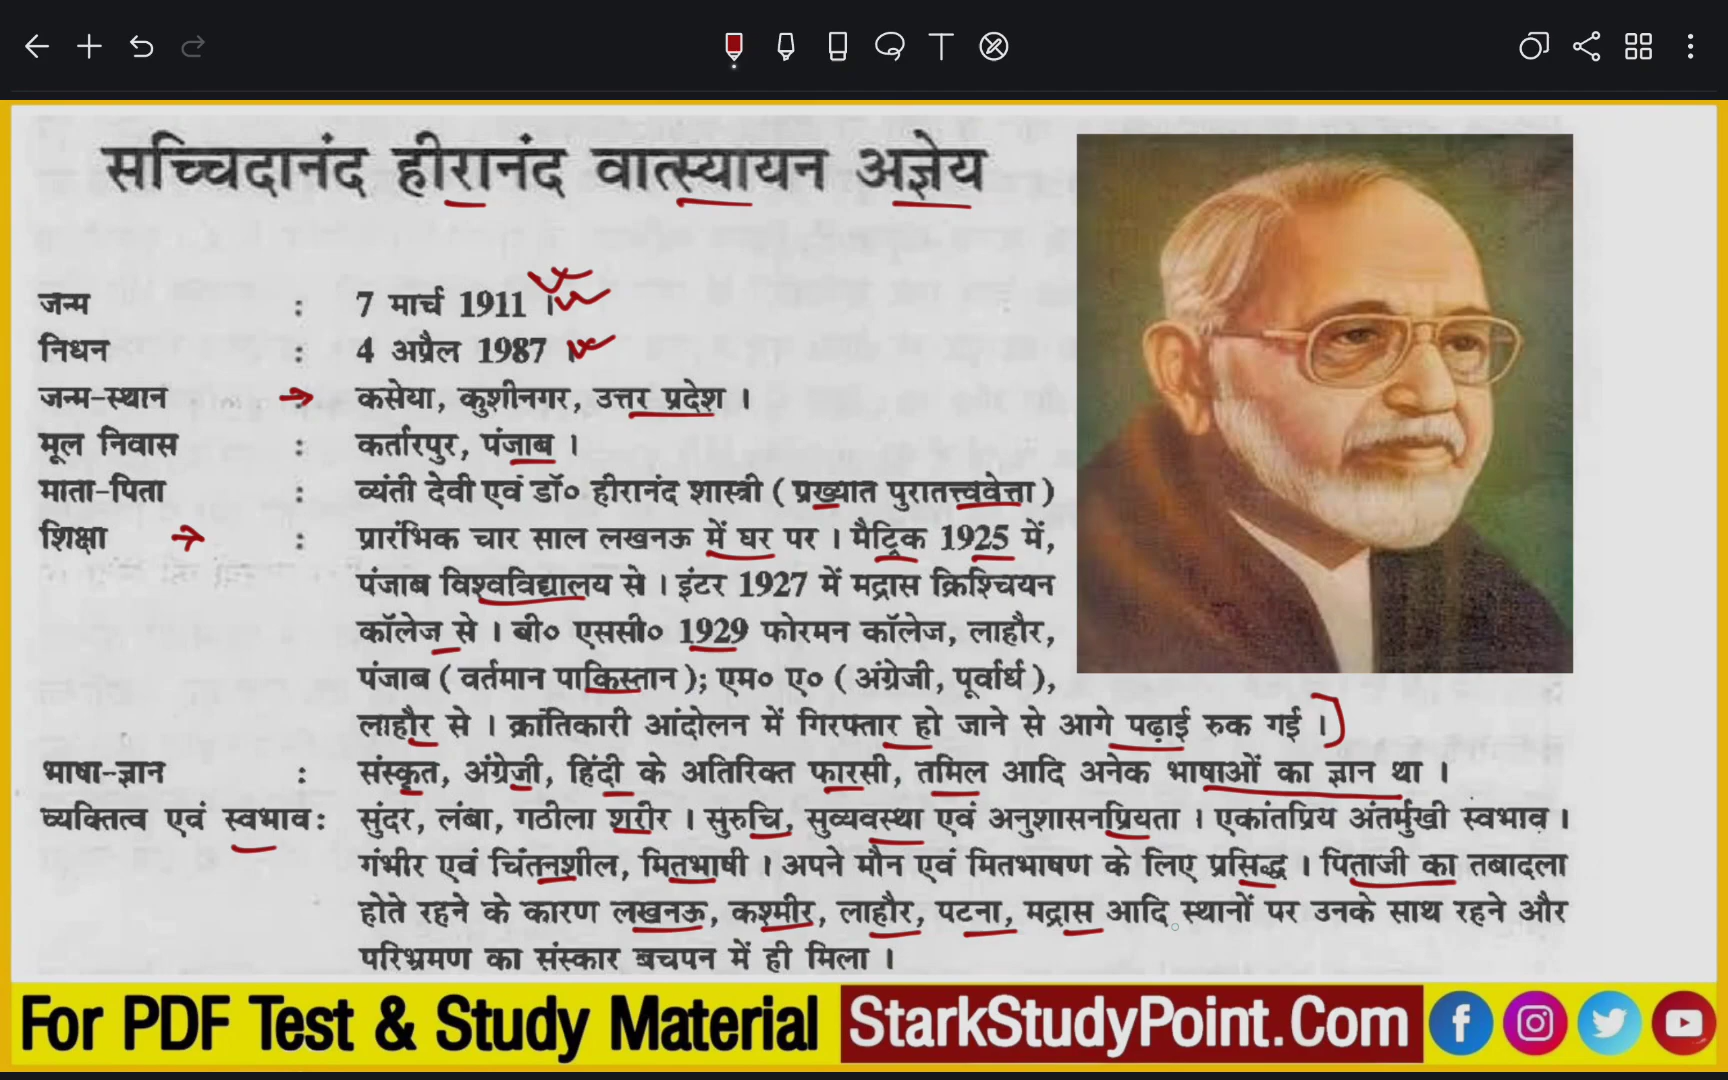 सच्चिदानंद हीरानंद वात्स्यायन अज्ञेय
जन्म : 7 मार्च 1911 ।
निधन : 4 अप्रैल 1987 ।
जन्म-स्थान कसेया, कुशीनगर, उत्तर प्रदेश ।
मूल निवास : कर्तारपुर, पंजाब ।
माता-पिता : व्यंती देवी एवं डॉ० हीरानंद शास्त्री ( प्रख्यात पुरातत्त्ववेत्ता )
शिक्षा : प्रारंभिक चार साल लखनऊ में घर पर । मैट्रिक 1925 में,
पंजाब विश्वविद्यालय से । इंटर 1927 में मद्रास क्रिश्चियन
कॉलेज से । बी० एससी० 1929 फोरमन कॉलेज, लाहौर,
पंजाब ( वर्तमान पाकिस्तान ); एम० ए० ( अंग्रेजी, पूर्वार्ध ),
लाहौर से । क्रांतिकारी आंदोलन में गिरफ्तार हो जाने से आगे पढ़ाई रुक गई ।
भाषा-ज्ञान : संस्कृत, अंग्रेजी, हिंदी के अतिरिक्त फारसी, तमिल आदि अनेक भाषाओं का ज्ञान था ।
व्यक्तित्व एवं स्वभाव : सुंदर, लंबा, गठीला शरीर । सुरुचि, सुव्यवस्था एवं अनुशासनप्रियता । एकांतप्रिय अंतर्मुखी स्वभाव ।
गंभीर एवं चिंतनशील, मितभाषी । अपने मौन एवं मितभाषण के लिए प्रसिद्ध । पिताजी का तबादला
होते रहने के कारण लखनऊ, कश्मीर, लाहौर, पटना, मद्रास आदि स्थानों पर उनके साथ रहने और
परिभ्रमण का संस्कार बचपन में ही मिला ।
For PDF Test & Study Material StarkStudyPoint.Com